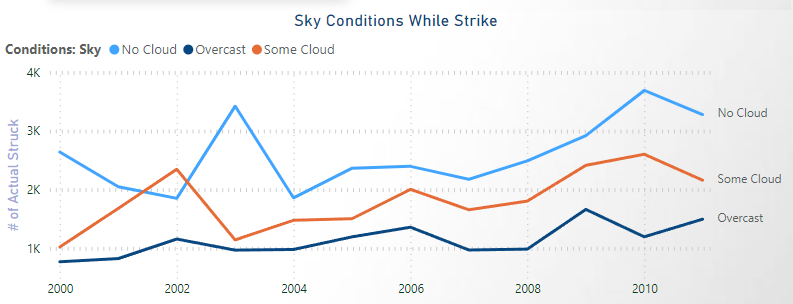 Sky Conditions While Strike
Conditions: Sky No Cloud Overcast Some Cloud
# of Actual Struck
4K
3K
2K
1K
No Cloud
Some Cloud
Overcast
2000 2002 2004 2006 2008 2010